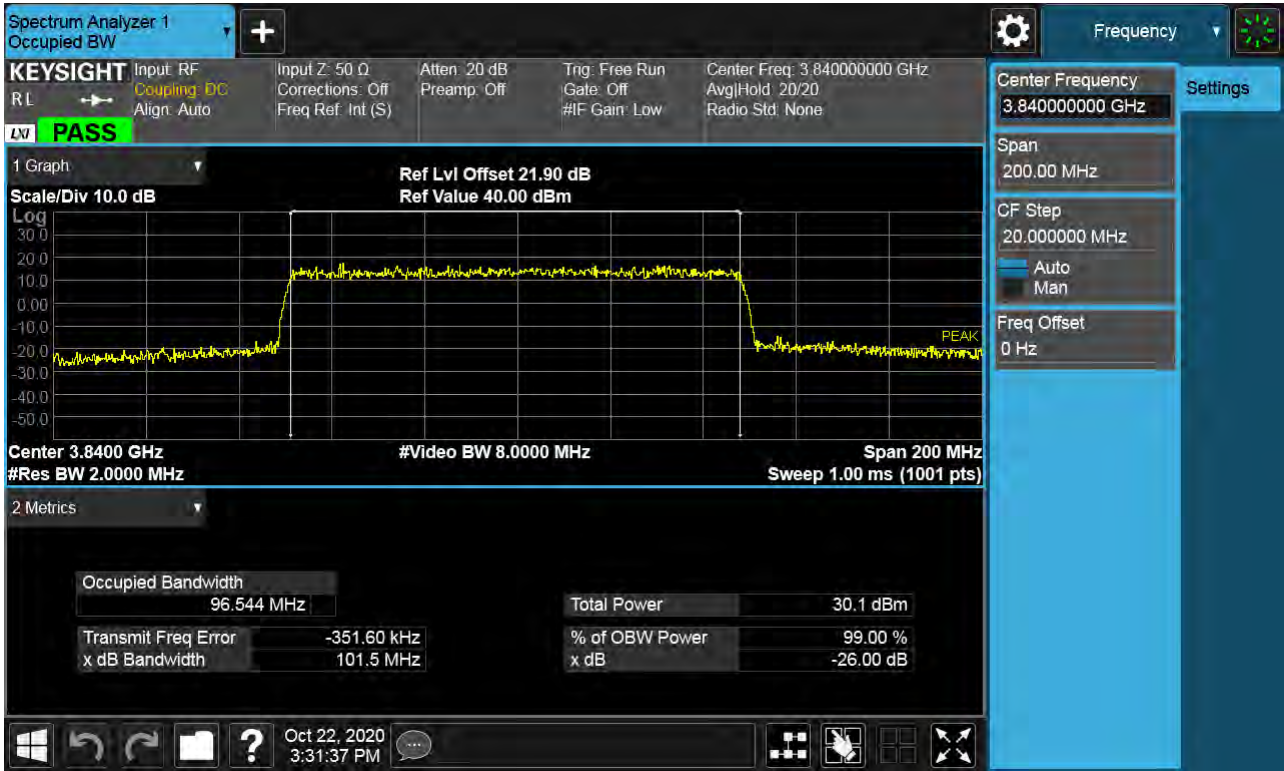 Spectrum Analyzer 1
Occupied BW
Frequency
KEYSIGHT
RL
LXI
PASS
Input: RF
Coupling: DC
Align: Auto
Input Z: 50 Ω
Corrections: Off
Freq Ref: Int (S)
Atten: 20 dB
Preamp: Off
Trig: Free Run
Gate: Off
#IF Gain: Low
Center Freq: 3.840000000 GHz
Avg|Hold: 20/20
Radio Std: None
Center Frequency
3.840000000 GHz
Settings
Span
200.00 MHz
CF Step
20.000000 MHz
Auto
Man
Freq Offset
0 Hz
1 Graph
Scale/Div 10.0 dB
Ref Lvl Offset 21.90 dB
Ref Value 40.00 dBm
Log
30.0
20.0
10.0
0.00
-10.0
-20.0
-30.0
-40.0
-50.0
PEAK
Center 3.8400 GHz
#Video BW 8.0000 MHz
Span 200 MHz
#Res BW 2.0000 MHz
Sweep 1.00 ms (1001 pts)
2 Metrics
Occupied Bandwidth
96.544 MHz
Total Power 30.1 dBm
Transmit Freq Error -351.60 kHz
% of OBW Power 99.00 %
x dB Bandwidth 101.5 MHz
x dB -26.00 dB
?
Oct 22, 2020
3:31:37 PM